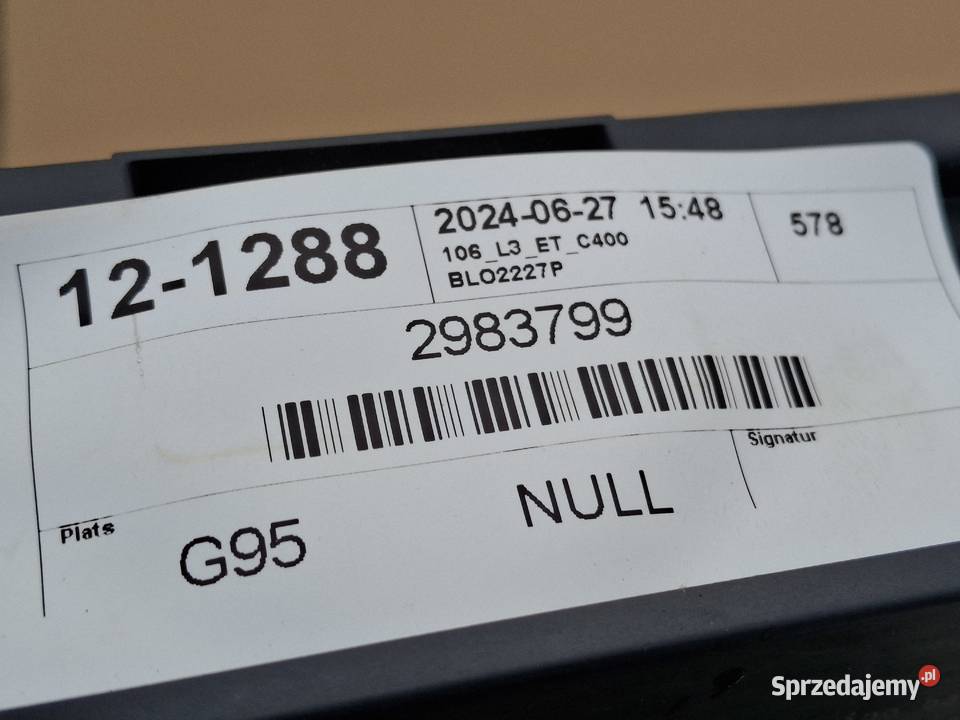 12-1288
2024-06-27 15:48
106_L3_ET_C400
BLO2227P
578
2983799
Signatur
Plats
G95
NULL
Sprzedajemy.pl